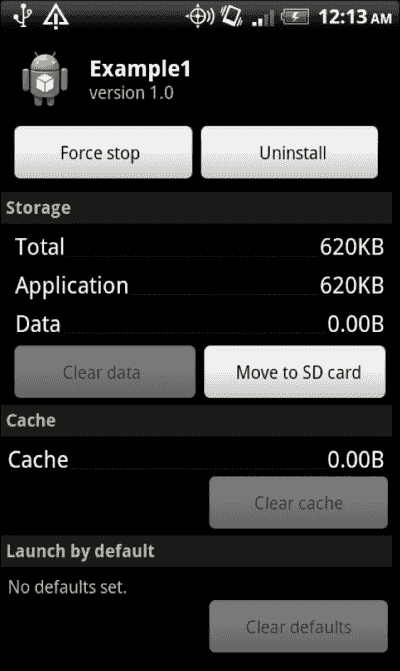 12:13 AM
Example1
version 1.0
Force stop Uninstall
Storage
Total 620KB
Application 620KB
Data 0.00B
Clear data Move to SD card
Cache
Cache 0.00B
Clear cache
Launch by default
No defaults set.
Clear defaults